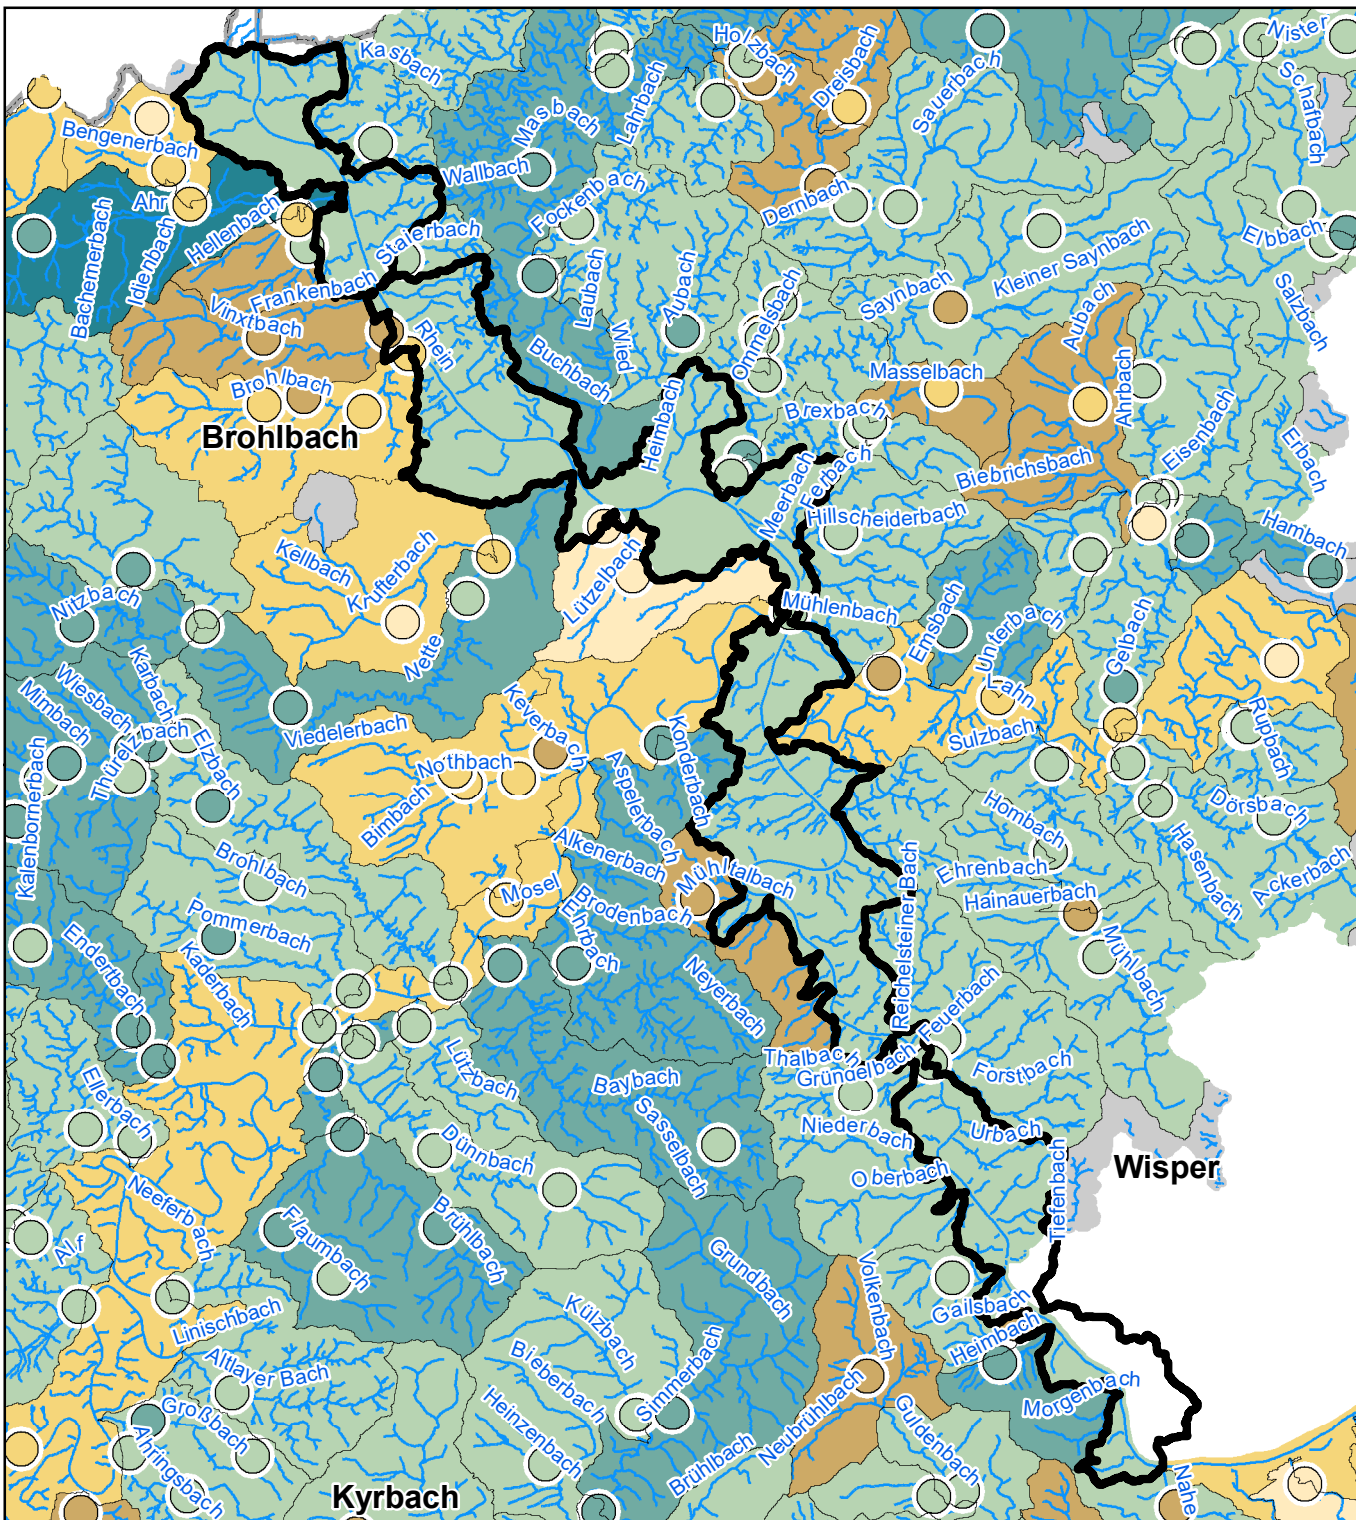 Kasbach
Holzbach
Dreisbach
Nister
Sauerbach
Schafbach
Lahrbach
Masbach
Bengenerbach
Wallbach
Fockenbach
Dernbach
Ahr
Hellenbach
Idienbach
Bachemerbach
Stalerbach
Elbbach
Kleiner Saynbach
Saynbach
Salzbach
Frankenbach
Vinxtbach
Laubach
Aubach
Wied
Ommelsbach
Aubach
Rhein
Buchbach
Masselbach
Ahrbach
Brohlbach
Brohlbach
Heimbach
Brexbach
Eisenbach
Erbach
Biebrichsbach
Meerbach
Ferbach
Hillscheiderbach
Hambach
Kellbach
Krufterbach
Lützelbach
Nitzbach
Mühlenbach
Emsbach
Unterbach
Gelbach
Nette
Karbach
Wiesbach
Mimbach
Thürelzbach
Elzbach
Viedelerbach
Keverbach
Konderbach
Lahn
Sulzbach
Rupbach
Nothbach
Bimbach
Aspelerbach
Kalenbornerbach
Hombach
Dörsbach
Hasenbach
Alkenerbach
Brohlbach
Mühltalbach
Reichelsteiner Bach
Ehrenbach
Ackerbach
Mosel
Brodenbach
Hainauerbach
Pommerbach
Ehrbach
Mühlbach
Enderbach
Kaderbach
Neyerbach
Feuerbach
Thalbach
Gründelbach
Forstbach
Lützbach
Baybach
Ellerbach
Sasselbach
Niederbach
Urbach
Dünnbach
Wisper
Oberbach
Tiefenbach
Neeferbach
Alf
Flaumbach
Brühlbach
Grundbach
Volkenbach
Gailsbach
Linischbach
Külzbach
Heimbach
Altlayer Bach
Bieberbach
Simmerbach
Morgenbach
Großbach
Heinzenbach
Neubrühlbach
Guldenbach
Ahringsbach
Brühlbach
Kyrbach
Nahe